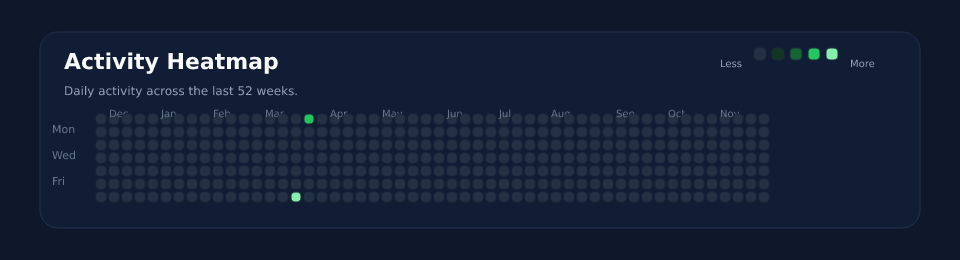 Activity Heatmap
Less More
Daily activity across the last 52 weeks.
Dec Jan Feb Mar Apr May Jun Jul Aug Sep Oct Nov
Mon
Wed
Fri